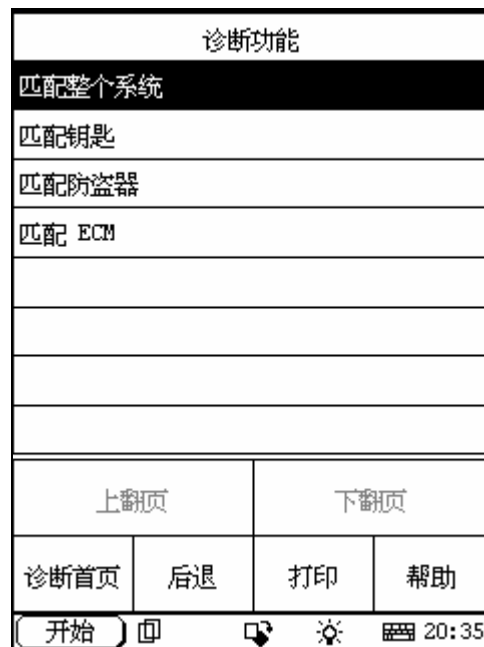 诊断功能
匹配整个系统
匹配钥匙
匹配防盗器
匹配 ECM
上翻页 下翻页
诊断首页 后退 打印 帮助
开始 20:35